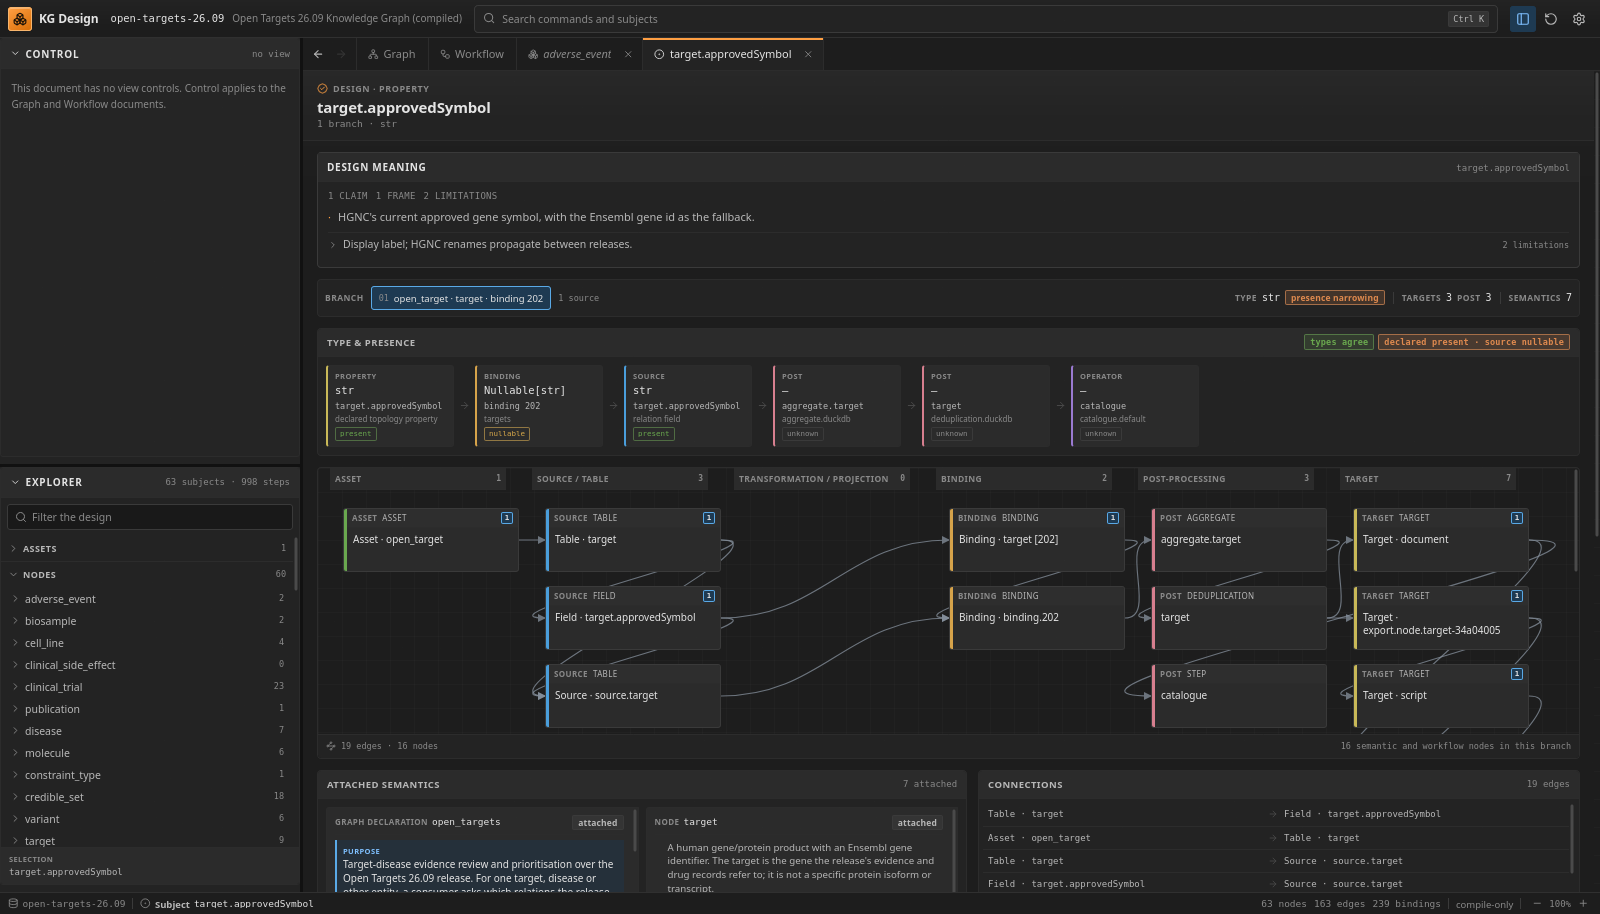 KG Design open-targets-26.09 Open Targets 26.09 Knowledge Graph (compiled)
Search commands and subjects
Ctrl K
CONTROL no view
This document has no view controls. Control applies to the
Graph and Workflow documents.
Graph
Workflow
adverse_event
target.approvedSymbol
DESIGN · PROPERTY
target.approvedSymbol
1 branch · str
DESIGN MEANING target.approvedSymbol
1 CLAIM 1 FRAME 2 LIMITATIONS
· HGNC's current approved gene symbol, with the Ensembl gene id as the fallback.
Display label; HGNC renames propagate between releases. 2 limitations
BRANCH 01 open_target · target · binding 202 1 source
TYPE str presence narrowing TARGETS 3 POST 3 SEMANTICS 7
TYPE & PRESENCE types agree declared present · source nullable
PROPERTY
str
target.approvedSymbol
declared topology property
present
BINDING
Nullable[str]
binding 202
targets
nullable
SOURCE
str
target.approvedSymbol
relation field
present
POST
—
aggregate.target
aggregate.duckdb
unknown
POST
—
target
deduplication.duckdb
unknown
OPERATOR
—
catalogue
catalogue.default
unknown
ASSET 1
SOURCE / TABLE 3
TRANSFORMATION / PROJECTION 0
BINDING 2
POST-PROCESSING 3
TARGET 7
ASSET ASSET 1
Asset · open_target
SOURCE TABLE 1
Table · target
SOURCE FIELD 1
Field · target.approvedSymbol
SOURCE TABLE
Source · source.target
BINDING BINDING 1
Binding · target [202]
BINDING BINDING
Binding · binding.202
POST AGGREGATE
aggregate.target
POST DEDUPLICATION
target
POST STEP
catalogue
TARGET TARGET 1
Target · document
TARGET TARGET 1
Target ·
export.node.target-34a04005
TARGET TARGET 1
Target · script
19 edges · 16 nodes
16 semantic and workflow nodes in this branch
ATTACHED SEMANTICS 7 attached
GRAPH DECLARATION open_targets attached
PURPOSE
Target-disease evidence review and prioritisation over the
Open Targets 26.09 release. For one target, disease or
other entity, a consumer asks which relations the release
NODE target attached
A human gene/protein product with an Ensembl gene
identifier. The target is the gene the release's evidence and
drug records refer to; it is not a specific protein isoform or
transcript.
CONNECTIONS 19 edges
Table · target → Field · target.approvedSymbol
Asset · open_target → Table · target
Table · target → Source · source.target
Field · target.approvedSymbol → Source · source.target
EXPLORER 63 subjects · 998 steps
Filter the design
ASSETS 1
NODES 60
adverse_event 2
biosample 2
cell_line 4
clinical_side_effect 0
clinical_trial 23
publication 1
disease 7
molecule 6
constraint_type 1
credible_set 18
variant 6
target 9
SELECTION
target.approvedSymbol
open-targets-26.09 Subject target.approvedSymbol
63 nodes 163 edges 239 bindings compile-only − 100% +